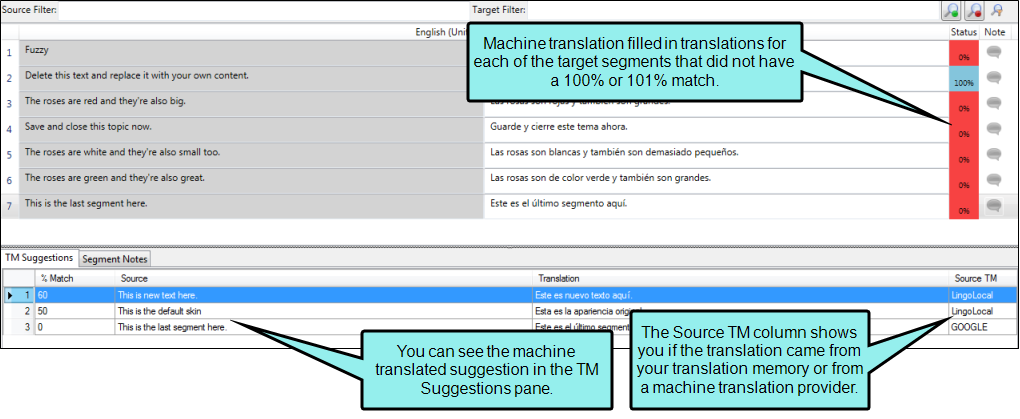 Source Filter: Target Filter:
English (Unit Status Note
1 Fuzzy 0%
2 Delete this text and replace it with your own content. 100%
3 The roses are red and they're also big. Las rosas son rojas y también son grandes. 0%
4 Save and close this topic now. Guarde y cierre este tema ahora. 0%
5 The roses are white and they're also small too. Las rosas son blancas y también son demasiado pequeños. 0%
6 The roses are green and they're also great. Las rosas son de color verde y también son grandes. 0%
7 This is the last segment here. Este es el último segmento aquí. 0%
Machine translation filled in translations for
each of the target segments that did not have
a 100% or 101% match.
TM Suggestions Segment Notes
% Match Source Translation Source TM
1 60 This is new text here. Este es nuevo texto aquí. LingoLocal
2 50 This is the default skin Esta es la apariencia original LingoLocal
3 0 This is the last segment here. Este es el último segmento GOOGLE
You can see the machine
translated suggestion in the TM
Suggestions pane.
The Source TM column shows
you if the translation came from
your translation memory or from
a machine translation provider.